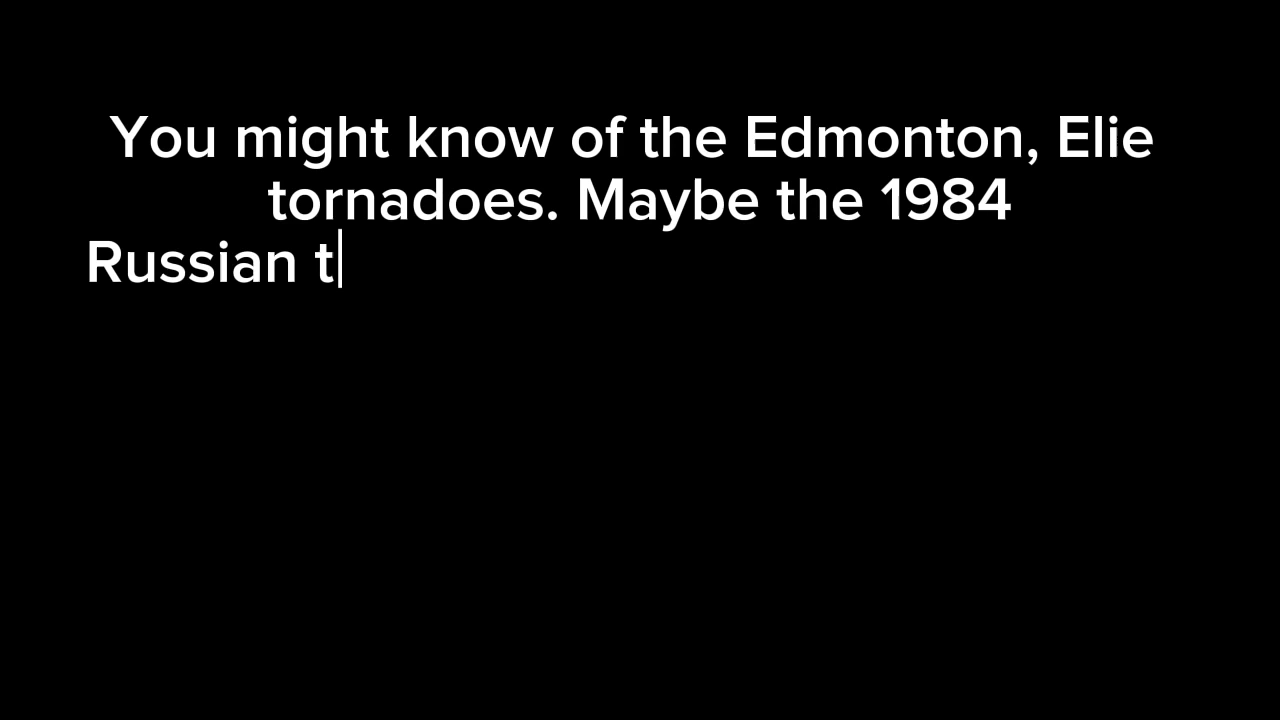 You might know of the Edmonton, Elie
tornadoes. Maybe the 1984
Russian t